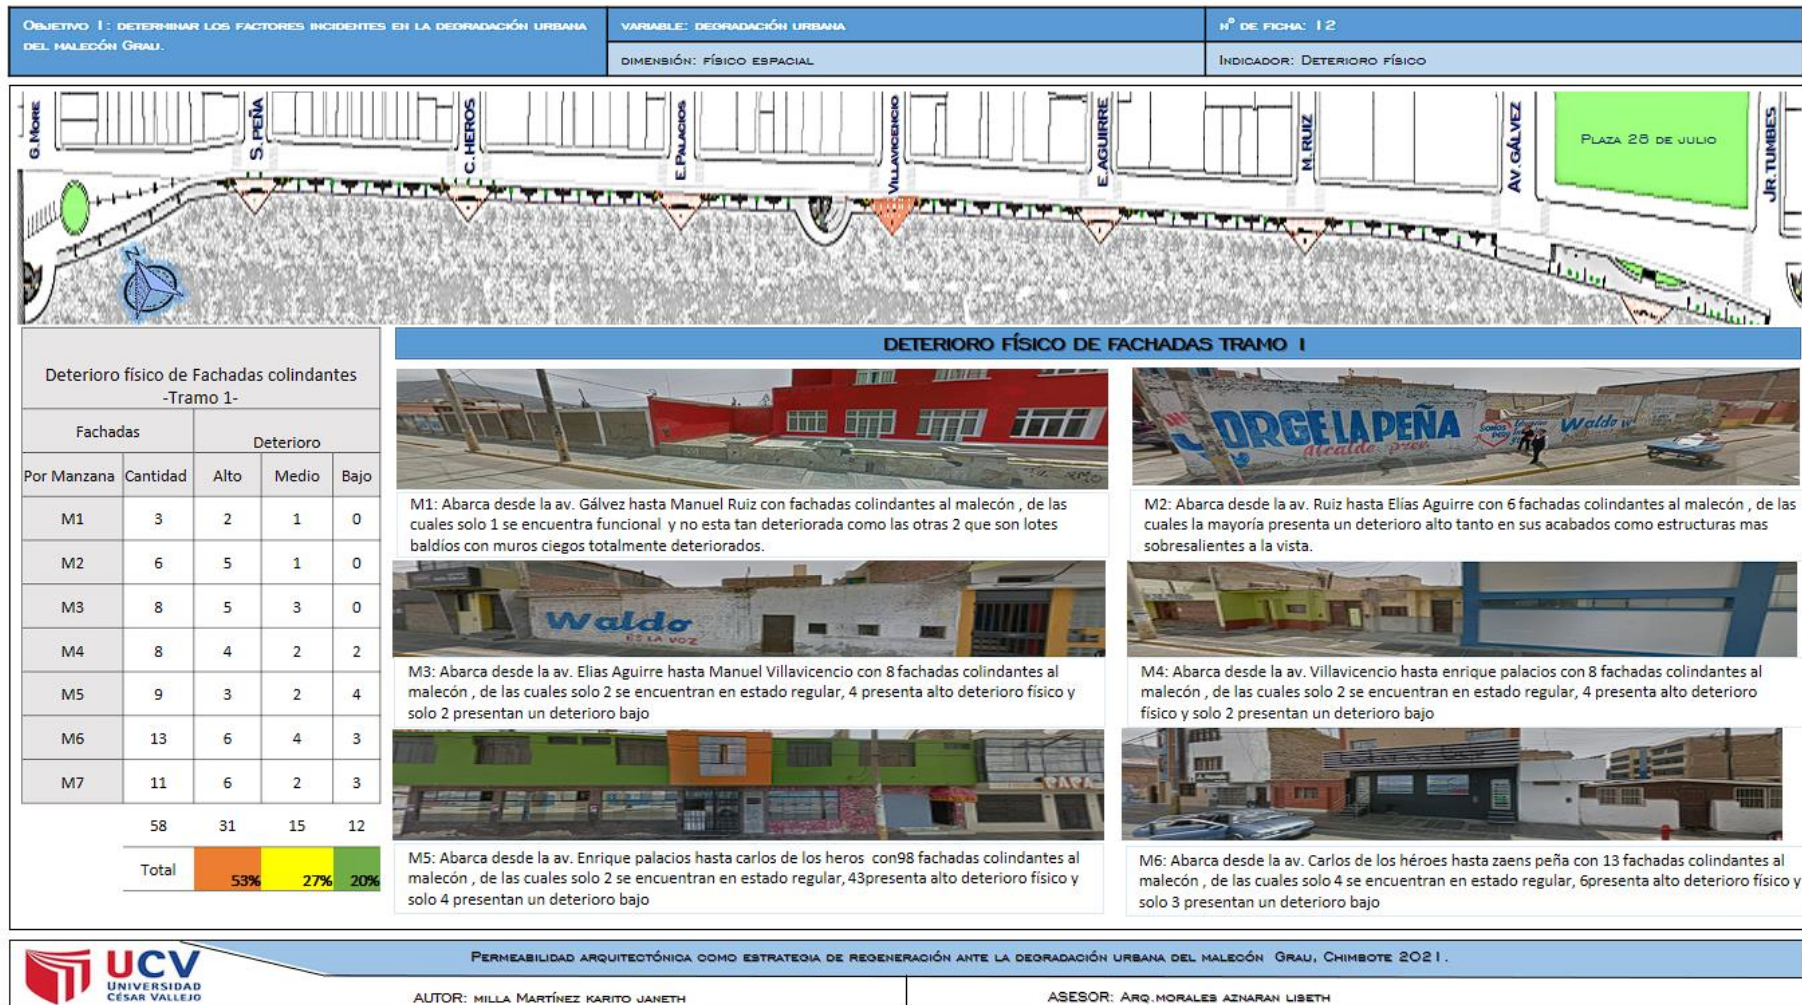 OBJETIVO 1: DETERMINAR LOS FACTORES INCIDENTES EN LA DEGRADACIÓN URBANA
DEL MALECÓN GRAU.
VARIABLE: DEGRADACIÓN URBANA
N° DE FICHA: 12
DIMENSIÓN: FÍSICO ESPACIAL
INDICADOR: DETERIORO FÍSICO
G.MORE
S. PEÑA
C.HEROS
E.PALACIOS
VILLAVICENCIO
E.AGUIRRE
M.RUIZ
AV.GÁLVEZ
PLAZA 28 DE JULIO
JR.TUMBES
N
Deterioro físico de Fachadas colindantes
-Tramo 1-
Fachadas Deterioro
Por Manzana Cantidad Alto Medio Bajo
M1 3 2 1 0
M2 6 5 1 0
M3 8 5 3 0
M4 8 4 2 2
M5 9 3 2 4
M6 13 6 4 3
M7 11 6 2 3
58 31 15 12
Total 53% 27% 20%
DETERIORO FÍSICO DE FACHADAS TRAMO 1
ORGE LA PEÑA
Alcalde prov.
SOMOS
PERÚ
Waldo
M1: Abarca desde la av. Gálvez hasta Manuel Ruiz con fachadas colindantes al malecón , de las
cuales solo 1 se encuentra funcional y no esta tan deteriorada como las otras 2 que son lotes
baldíos con muros ciegos totalmente deteriorados.
M2: Abarca desde la av. Ruiz hasta Elías Aguirre con 6 fachadas colindantes al malecón , de las
cuales la mayoría presenta un deterioro alto tanto en sus acabados como estructuras mas
sobresalientes a la vista.
Waldo
ES LA VOZ
M3: Abarca desde la av. Elias Aguirre hasta Manuel Villavicencio con 8 fachadas colindantes al
malecón , de las cuales solo 2 se encuentran en estado regular, 4 presenta alto deterioro físico y
solo 2 presentan un deterioro bajo
M4: Abarca desde la av. Villavicencio hasta enrique palacios con 8 fachadas colindantes al
malecón , de las cuales solo 2 se encuentran en estado regular, 4 presenta alto deterioro
físico y solo 2 presentan un deterioro bajo
PAPA
M5: Abarca desde la av. Enrique palacios hasta carlos de los heros con98 fachadas colindantes al
malecón , de las cuales solo 2 se encuentran en estado regular, 43presenta alto deterioro físico y
solo 4 presentan un deterioro bajo
M6: Abarca desde la av. Carlos de los héroes hasta zaens peña con 13 fachadas colindantes al
malecón , de las cuales solo 4 se encuentran en estado regular, 6presenta alto deterioro físico y
solo 3 presentan un deterioro bajo
UCV
UNIVERSIDAD
CÉSAR VALLEJO
PERMEABILIDAD ARQUITECTÓNICA COMO ESTRATEGIA DE REGENERACIÓN ANTE LA DEGRADACIÓN URBANA DEL MALECÓN GRAU, CHIMBOTE 2021.
AUTOR: MILLA MARTÍNEZ KARITO JANETH
ASESOR: ARQ.MORALES AZNARAN LISETH